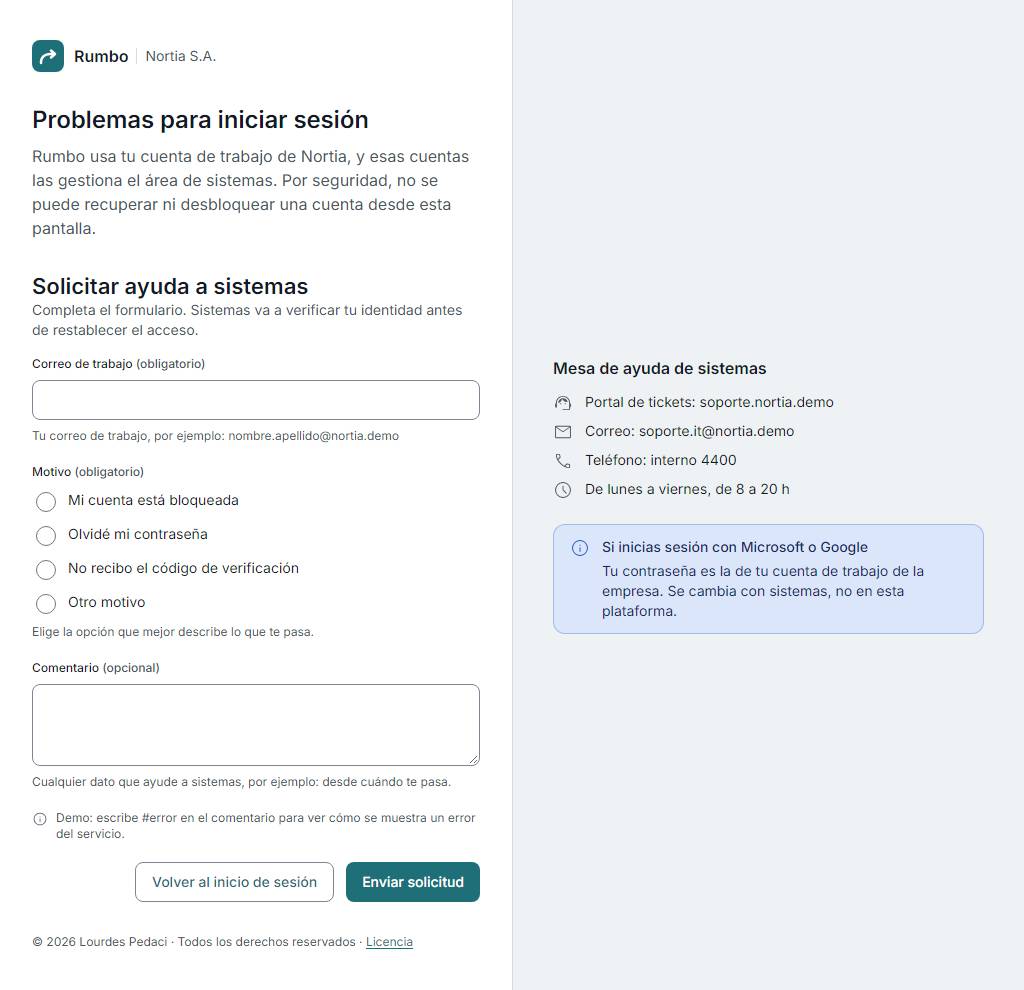 Rumbo
Nortia S.A.
Problemas para iniciar sesión
Rumbo usa tu cuenta de trabajo de Nortia, y esas cuentas
las gestiona el área de sistemas. Por seguridad, no se
puede recuperar ni desbloquear una cuenta desde esta
pantalla.
Solicitar ayuda a sistemas
Completa el formulario. Sistemas va a verificar tu identidad antes
de restablecer el acceso.
Correo de trabajo (obligatorio)
Tu correo de trabajo, por ejemplo: nombre.apellido@nortia.demo
Motivo (obligatorio)
Mi cuenta está bloqueada
Olvidé mi contraseña
No recibo el código de verificación
Otro motivo
Elige la opción que mejor describe lo que te pasa.
Comentario (opcional)
Cualquier dato que ayude a sistemas, por ejemplo: desde cuándo te pasa.
Demo: escribe #error en el comentario para ver cómo se muestra un error
del servicio.
Volver al inicio de sesión
Enviar solicitud
© 2026 Lourdes Pedaci · Todos los derechos reservados · Licencia
Mesa de ayuda de sistemas
Portal de tickets: soporte.nortia.demo
Correo: soporte.it@nortia.demo
Teléfono: interno 4400
De lunes a viernes, de 8 a 20 h
Si inicias sesión con Microsoft o Google
Tu contraseña es la de tu cuenta de trabajo de la
empresa. Se cambia con sistemas, no en esta
plataforma.